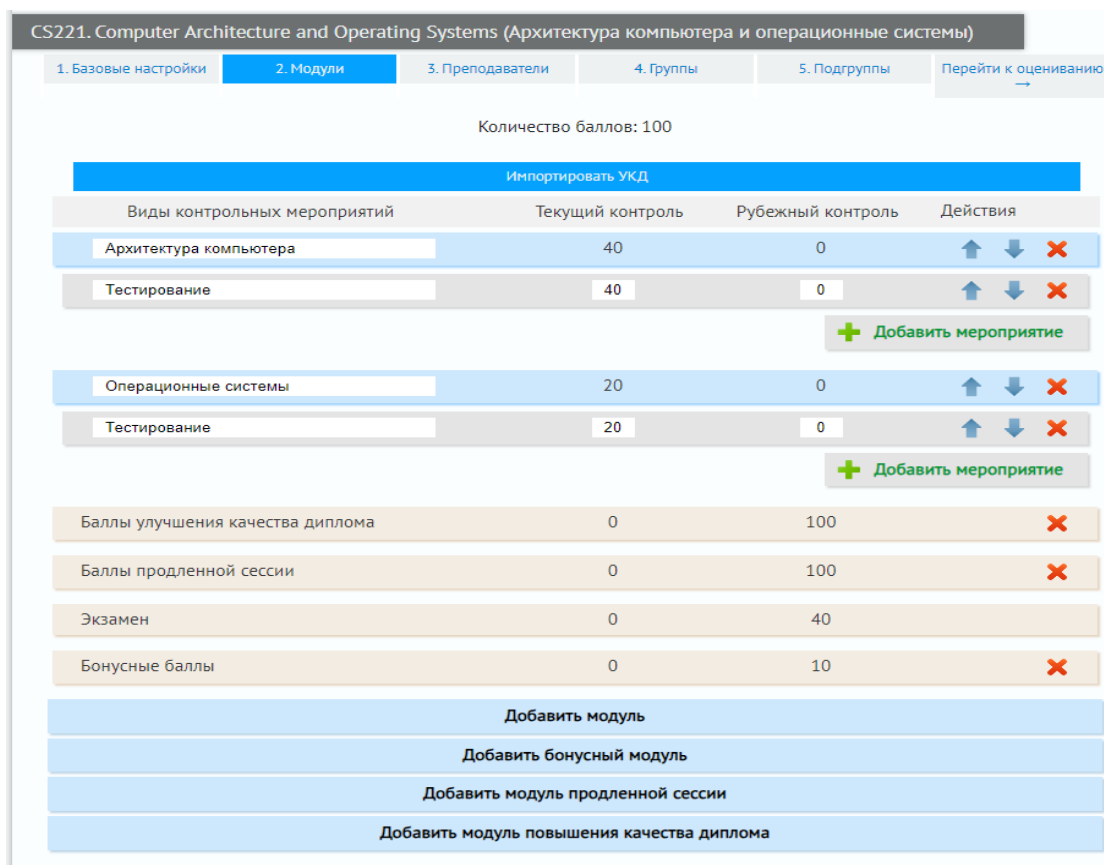 CS221. Computer Architecture and Operating Systems (Архитектура компьютера и операционные системы)
1. Базовые настройки 2. Модули 3. Преподаватели 4. Группы 5. Подгруппы Перейти к оцениванию →
Количество баллов: 100
Импортировать УКД
Виды контрольных мероприятий Текущий контроль Рубежный контроль Действия
Архитектура компьютера 40 0
Тестирование 40 0
Добавить мероприятие
Операционные системы 20 0
Тестирование 20 0
Добавить мероприятие
Баллы улучшения качества диплома 0 100
Баллы продленной сессии 0 100
Экзамен 0 40
Бонусные баллы 0 10
Добавить модуль
Добавить бонусный модуль
Добавить модуль продленной сессии
Добавить модуль повышения качества диплома